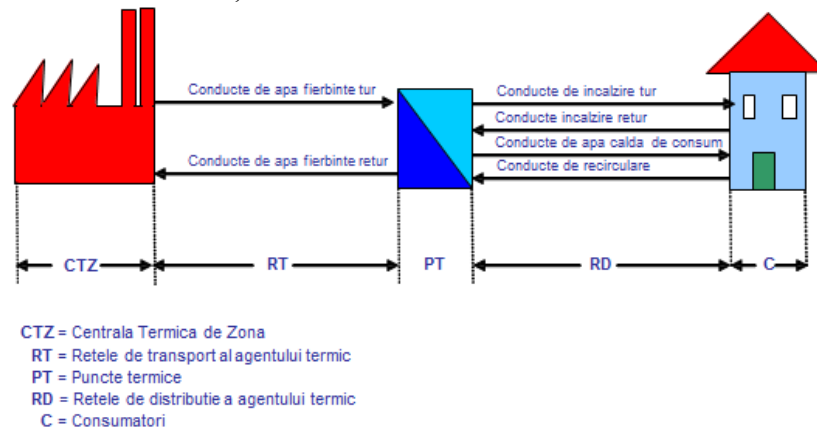 Conducte de apa fierbinte tur
Conducte de incalzire tur
Conducte incalzire retur
Conducte de apa calda de consum
Conducte de apa fierbinte retur
Conducte de recirculare
CTZ RT PT RD C
CTZ = Centrala Termica de Zona
RT = Retele de transport al agentului termic
PT = Puncte termice
RD = Retele de distributie a agentului termic
C = Consumatori